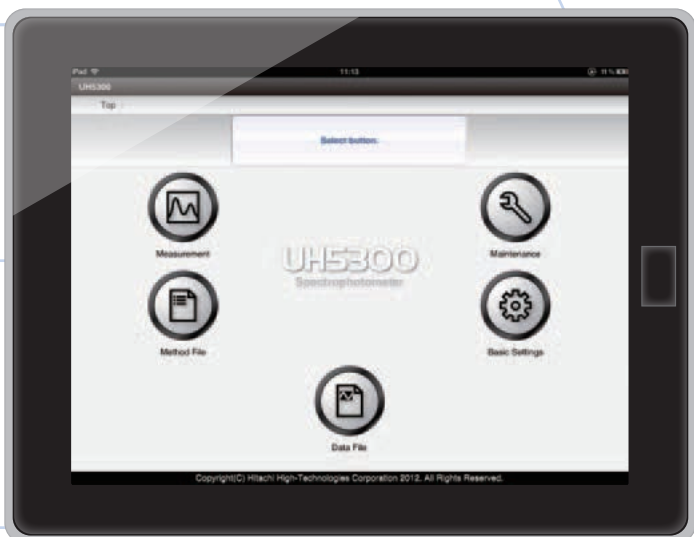 iPad 11:13 11%
UH5300
Top
Select button.
Measurement
Maintenance
UH5300
Spectrophotometer
Method File
Basic Settings
Data File
Copyright(C) Hitachi High-Technologies Corporation 2012. All Rights Reserved.